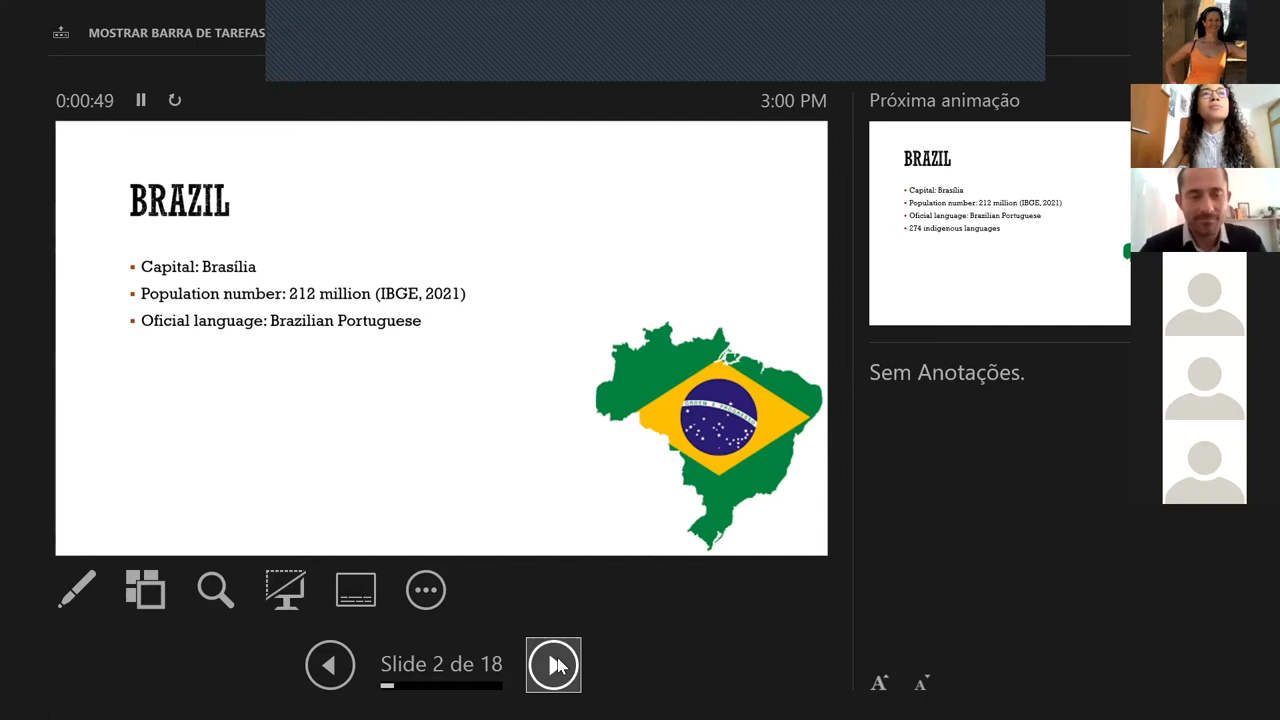 MOSTRAR BARRA DE TAREFAS
0:00:49
3:00 PM
BRAZIL
▪ Capital: Brasília
▪ Population number: 212 million (IBGE, 2021)
▪ Oficial language: Brazilian Portuguese
ORDEM E PROGRESSO
Próxima animação
BRAZIL
▪ Capital: Brasília
▪ Population number: 212 million (IBGE, 2021)
▪ Oficial language: Brazilian Portuguese
▪ 274 indigenous languages
Sem Anotações.
Slide 2 de 18
A A